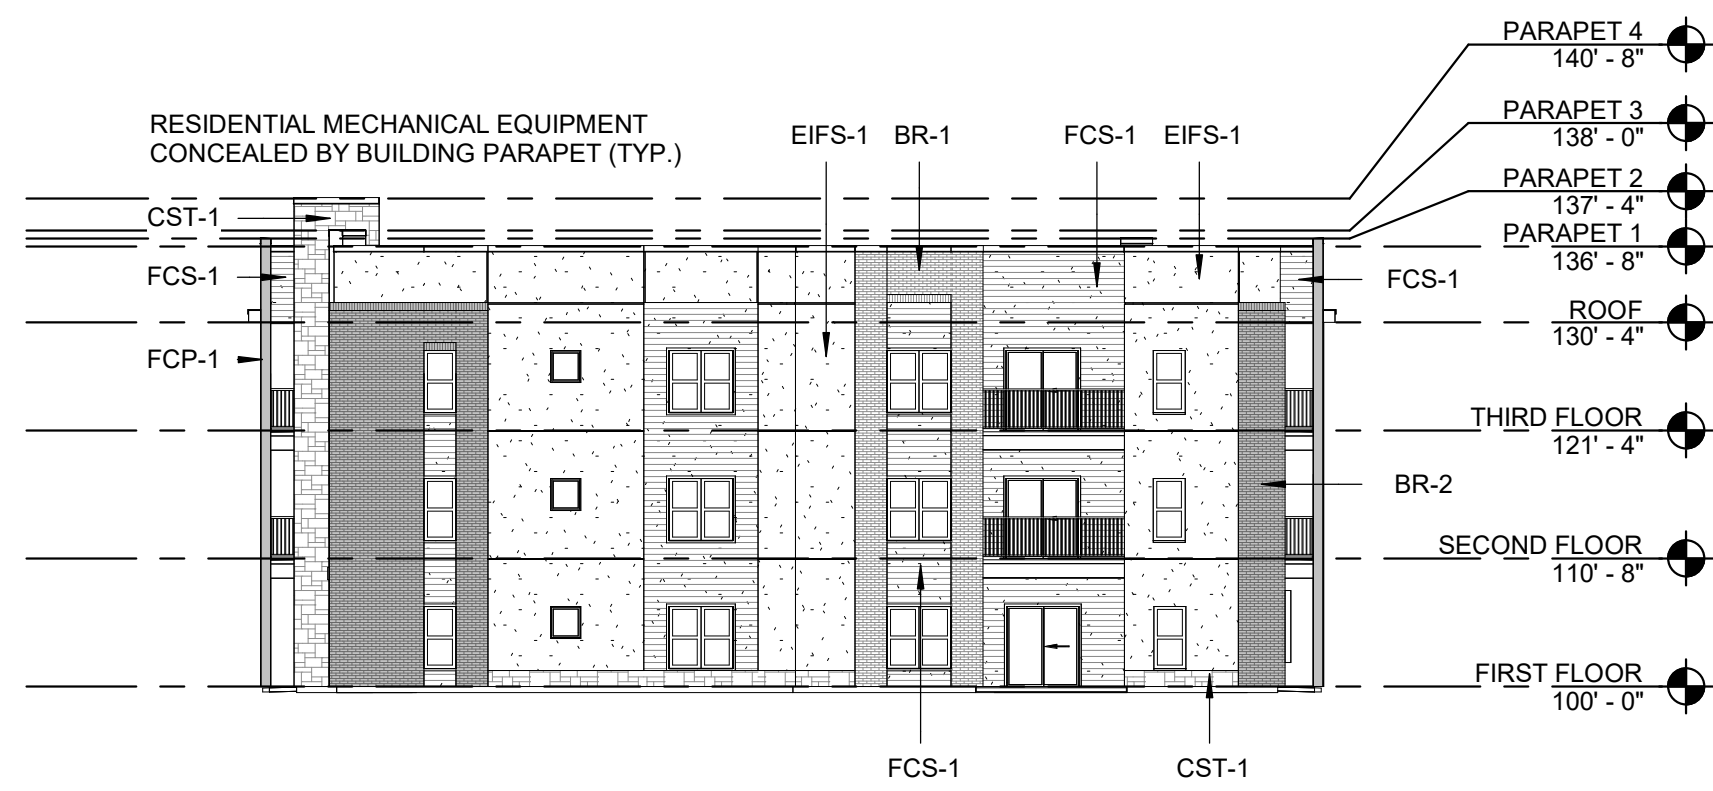 PARAPET 4
140' - 8"
PARAPET 3
138' - 0"
RESIDENTIAL MECHANICAL EQUIPMENT
CONCEALED BY BUILDING PARAPET (TYP.)
EIFS-1
BR-1
FCS-1
EIFS-1
PARAPET 2
137' - 4"
CST-1
PARAPET 1
136' - 8"
FCS-1
FCS-1
ROOF
130' - 4"
FCP-1
THIRD FLOOR
121' - 4"
BR-2
SECOND FLOOR
110' - 8"
FIRST FLOOR
100' - 0"
FCS-1
CST-1